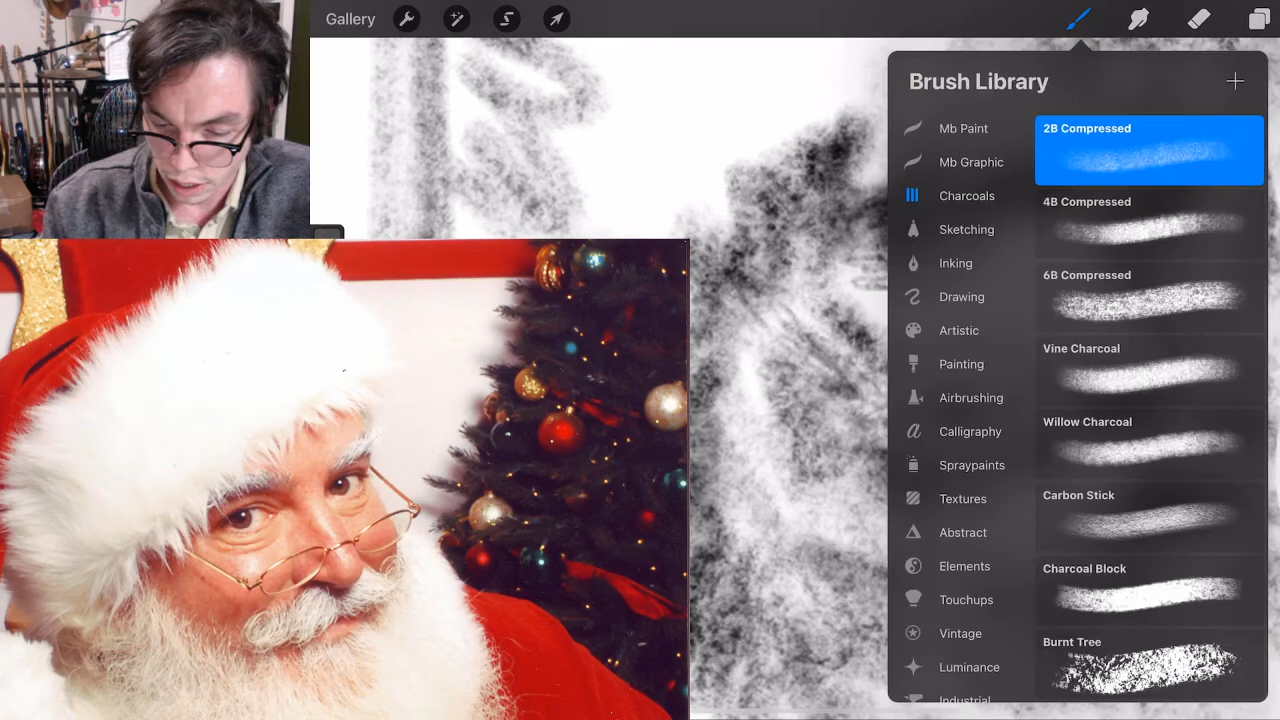 Gallery
Brush Library
Mb Paint
Mb Graphic
Charcoals
Sketching
Inking
Drawing
Artistic
Painting
Airbrushing
Calligraphy
Spraypaints
Textures
Abstract
Elements
Touchups
Vintage
Luminance
Industrial
2B Compressed
4B Compressed
6B Compressed
Vine Charcoal
Willow Charcoal
Carbon Stick
Charcoal Block
Burnt Tree